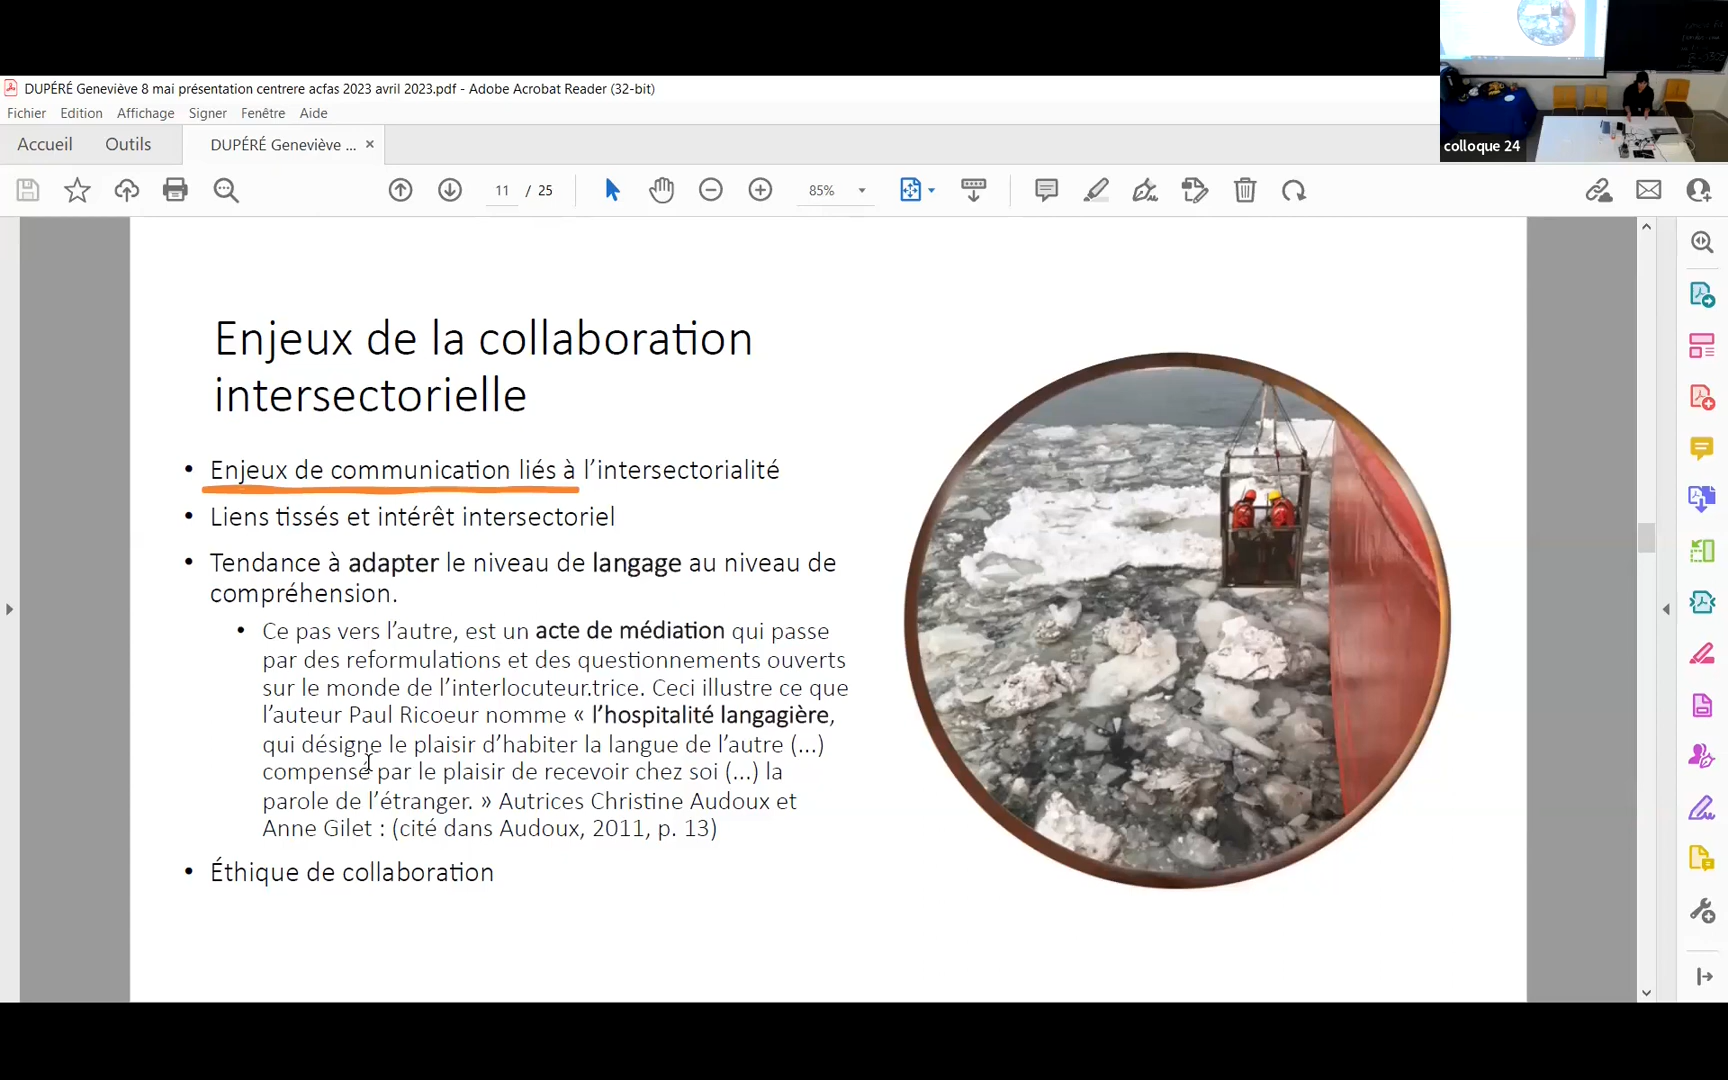 DUPÉRÉ Geneviève 8 mai présentation centrere acfas 2023 avril 2023.pdf - Adobe Acrobat Reader (32-bit)
Fichier Edition Affichage Signer Fenêtre Aide
Accueil Outils DUPÉRÉ Geneviève ... ×
colloque 24
11 / 25 85%
Enjeux de la collaboration
intersectorielle
• Enjeux de communication liés à l’intersectorialité
• Liens tissés et intérêt intersectoriel
• Tendance à adapter le niveau de langage au niveau de
compréhension.
• Ce pas vers l’autre, est un acte de médiation qui passe
par des reformulations et des questionnements ouverts
sur le monde de l’interlocuteur.trice. Ceci illustre ce que
l’auteur Paul Ricoeur nomme « l’hospitalité langagière,
qui désigne le plaisir d’habiter la langue de l’autre (...)
compensé par le plaisir de recevoir chez soi (...) la
parole de l’étranger. » Autrices Christine Audoux et
Anne Gilet : (cité dans Audoux, 2011, p. 13)
• Éthique de collaboration